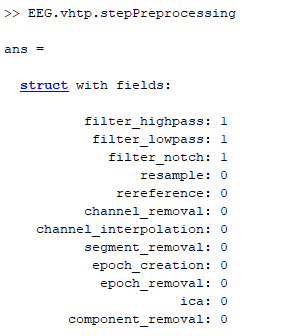 >> EEG.vhtp.stepPreprocessing
ans =
struct with fields:
filter_highpass: 1
filter_lowpass: 1
filter_notch: 1
resample: 0
rereference: 0
channel_removal: 0
channel_interpolation: 0
segment_removal: 0
epoch_creation: 0
epoch_removal: 0
ica: 0
component_removal: 0